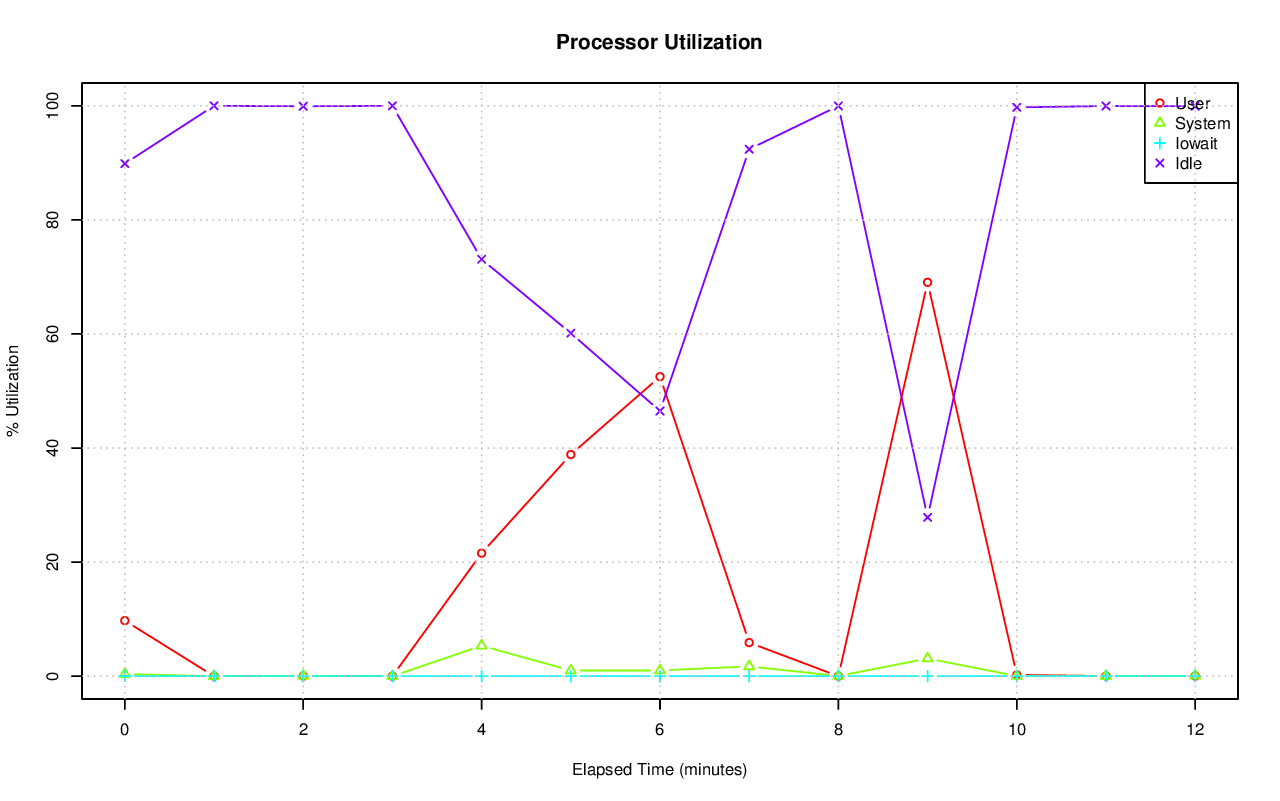 Processor Utilization
% Utilization
100
80
60
40
20
0
User
System
Iowait
Idle
0 2 4 6 8 10 12
Elapsed Time (minutes)